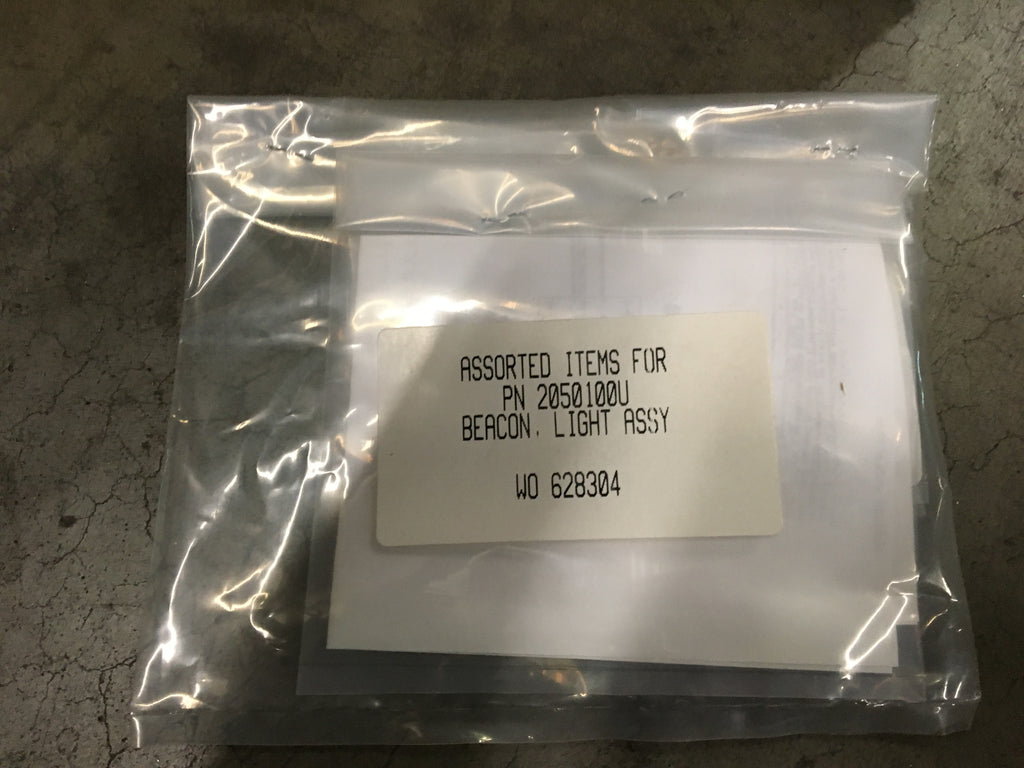 ASSORTED ITEMS FOR
PN 2050100U
BEACON, LIGHT ASSY
WO 628304